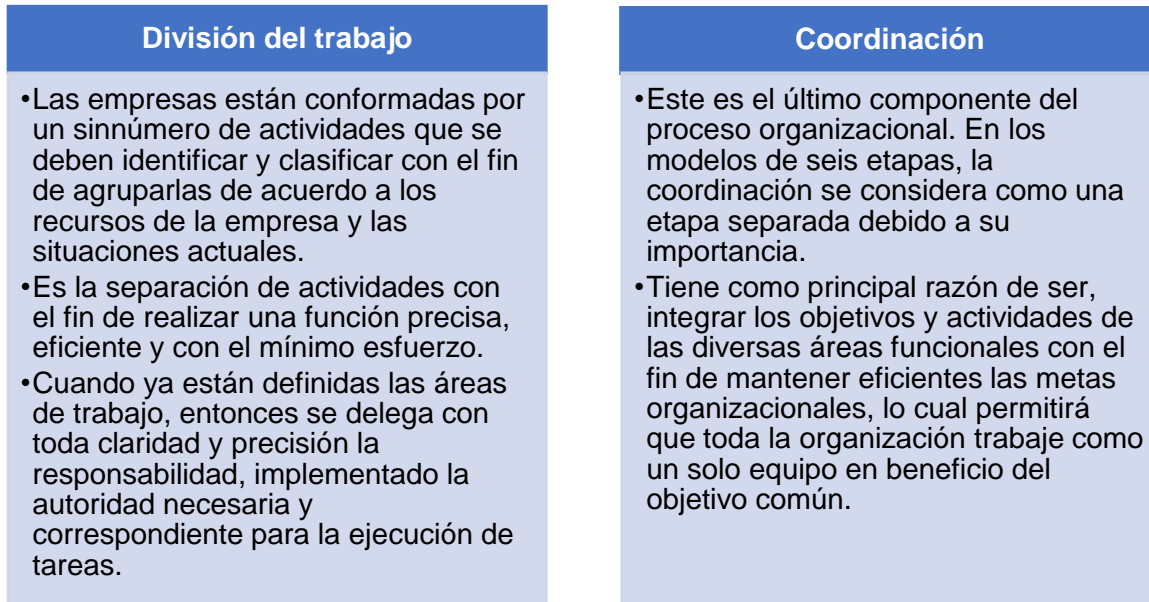 División del trabajo
•Las empresas están conformadas por
un sinnúmero de actividades que se
deben identificar y clasificar con el fin
de agruparlas de acuerdo a los
recursos de la empresa y las
situaciones actuales.
•Es la separación de actividades con
el fin de realizar una función precisa,
eficiente y con el mínimo esfuerzo.
•Cuando ya están definidas las áreas
de trabajo, entonces se delega con
toda claridad y precisión la
responsabilidad, implementado la
autoridad necesaria y
correspondiente para la ejecución de
tareas.
Coordinación
•Este es el último componente del
proceso organizacional. En los
modelos de seis etapas, la
coordinación se considera como una
etapa separada debido a su
importancia.
•Tiene como principal razón de ser,
integrar los objetivos y actividades de
las diversas áreas funcionales con el
fin de mantener eficientes las metas
organizacionales, lo cual permitirá
que toda la organización trabaje como
un solo equipo en beneficio del
objetivo común.